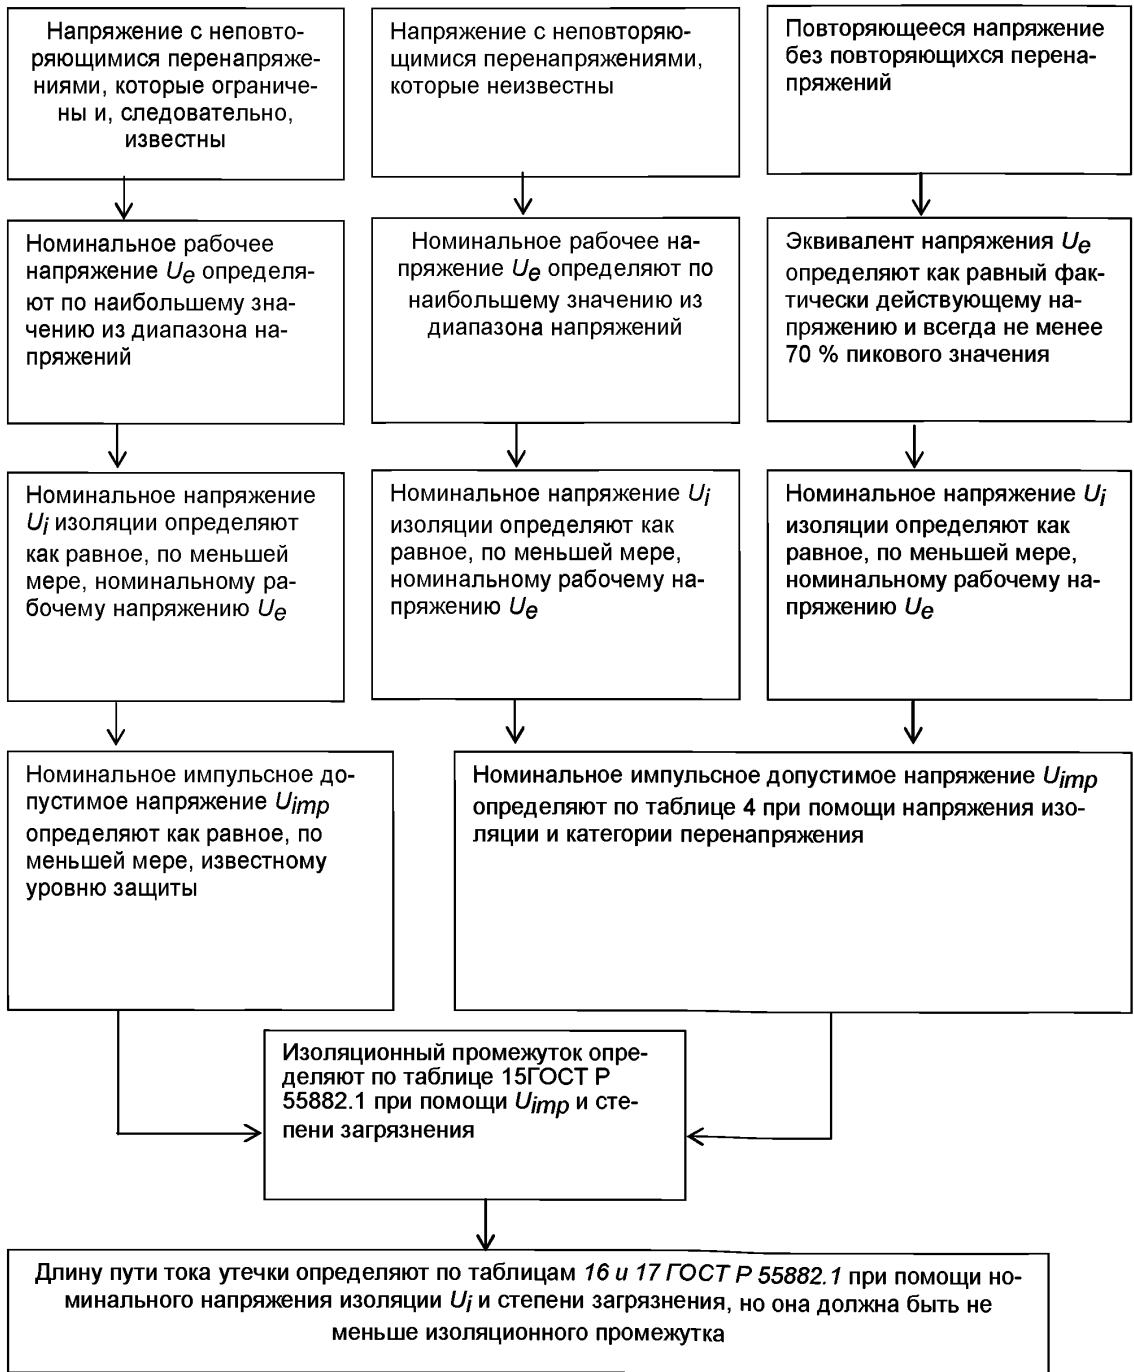 Напряжение с неповто-
ряющимися перенапряже-
ниями, которые ограниче-
ны и, следовательно,
известны
Напряжение с неповторяю-
щимися перенапряжениями,
которые неизвестны
Повторяющееся напряжение
без повторяющихся перена-
пряжений
Номинальное рабочее
напряжение Ue определя-
ют по наибольшему зна-
чению из диапазона на-
пряжений
Номинальное рабочее на-
пряжение Ue определяют по
наибольшему значению из
диапазона напряжений
Эквивалент напряжения Ue
определяют как равный фак-
тически действующему на-
пряжению и всегда не менее
70 % пикового значения
Номинальное напряжение
Ui изоляции определяют
как равное, по меньшей
мере, номинальному ра-
бочему напряжению Ue
Номинальное напряжение Ui
изоляции определяют как
равное, по меньшей мере,
номинальному рабочему на-
пряжению Ue
Номинальное напряжение Ui
изоляции определяют как
равное, по меньшей мере,
номинальному рабочему на-
пряжению Ue
Номинальное импульсное до-
пустимое напряжение Uimp
определяют как равное, по
меньшей мере, известному
уровню защиты
Номинальное импульсное допустимое напряжение Uimp
определяют по таблице 4 при помощи напряжения изо-
ляции и категории перенапряжения
Изоляционный промежуток опре-
деляют по таблице 15ГОСТ Р
55882.1 при помощи Uimp и сте-
пени загрязнения
Длину пути тока утечки определяют по таблицам 16 и 17 ГОСТ Р 55882.1 при помощи но-
минального напряжения изоляции Ui и степени загрязнения, но она должна быть не
меньше изоляционного промежутка